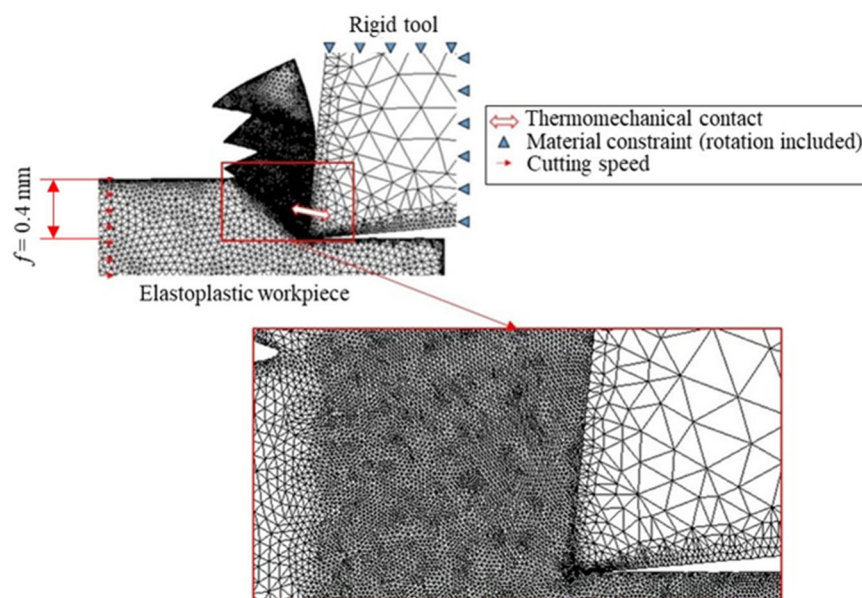 Rigid tool
Thermomechanical contact
Material constraint (rotation included)
Cutting speed
f = 0.4 mm
Elastoplastic workpiece